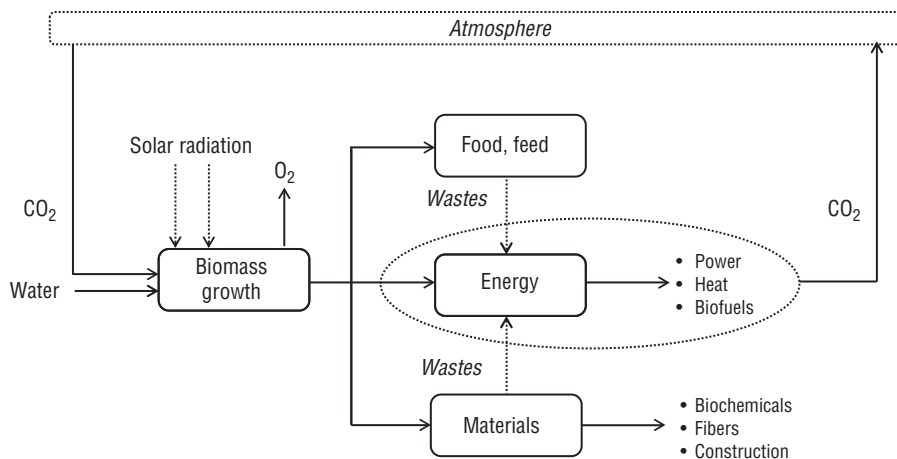 Atmosphere
Solar radiation
O₂
CO₂
Water
Biomass
growth
Food, feed
Wastes
Energy
• Power
• Heat
• Biofuels
CO₂
Wastes
Materials
• Biochemicals
• Fibers
• Construction